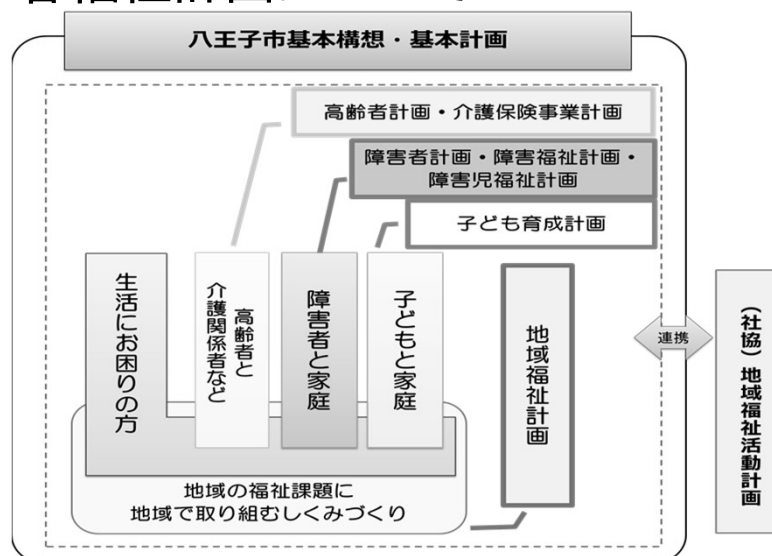 八王子市基本構想・基本計画
高齢者計画・介護保険事業計画
障害者計画・障害福祉計画・
障害児福祉計画
子ども育成計画
生活にお困りの方
高齢者と
介護関係者など
障害者と家庭
子どもと家庭
地域福祉計画
連携
（社協）地域福祉活動計画
地域の福祉課題に
地域で取り組むしくみづくり